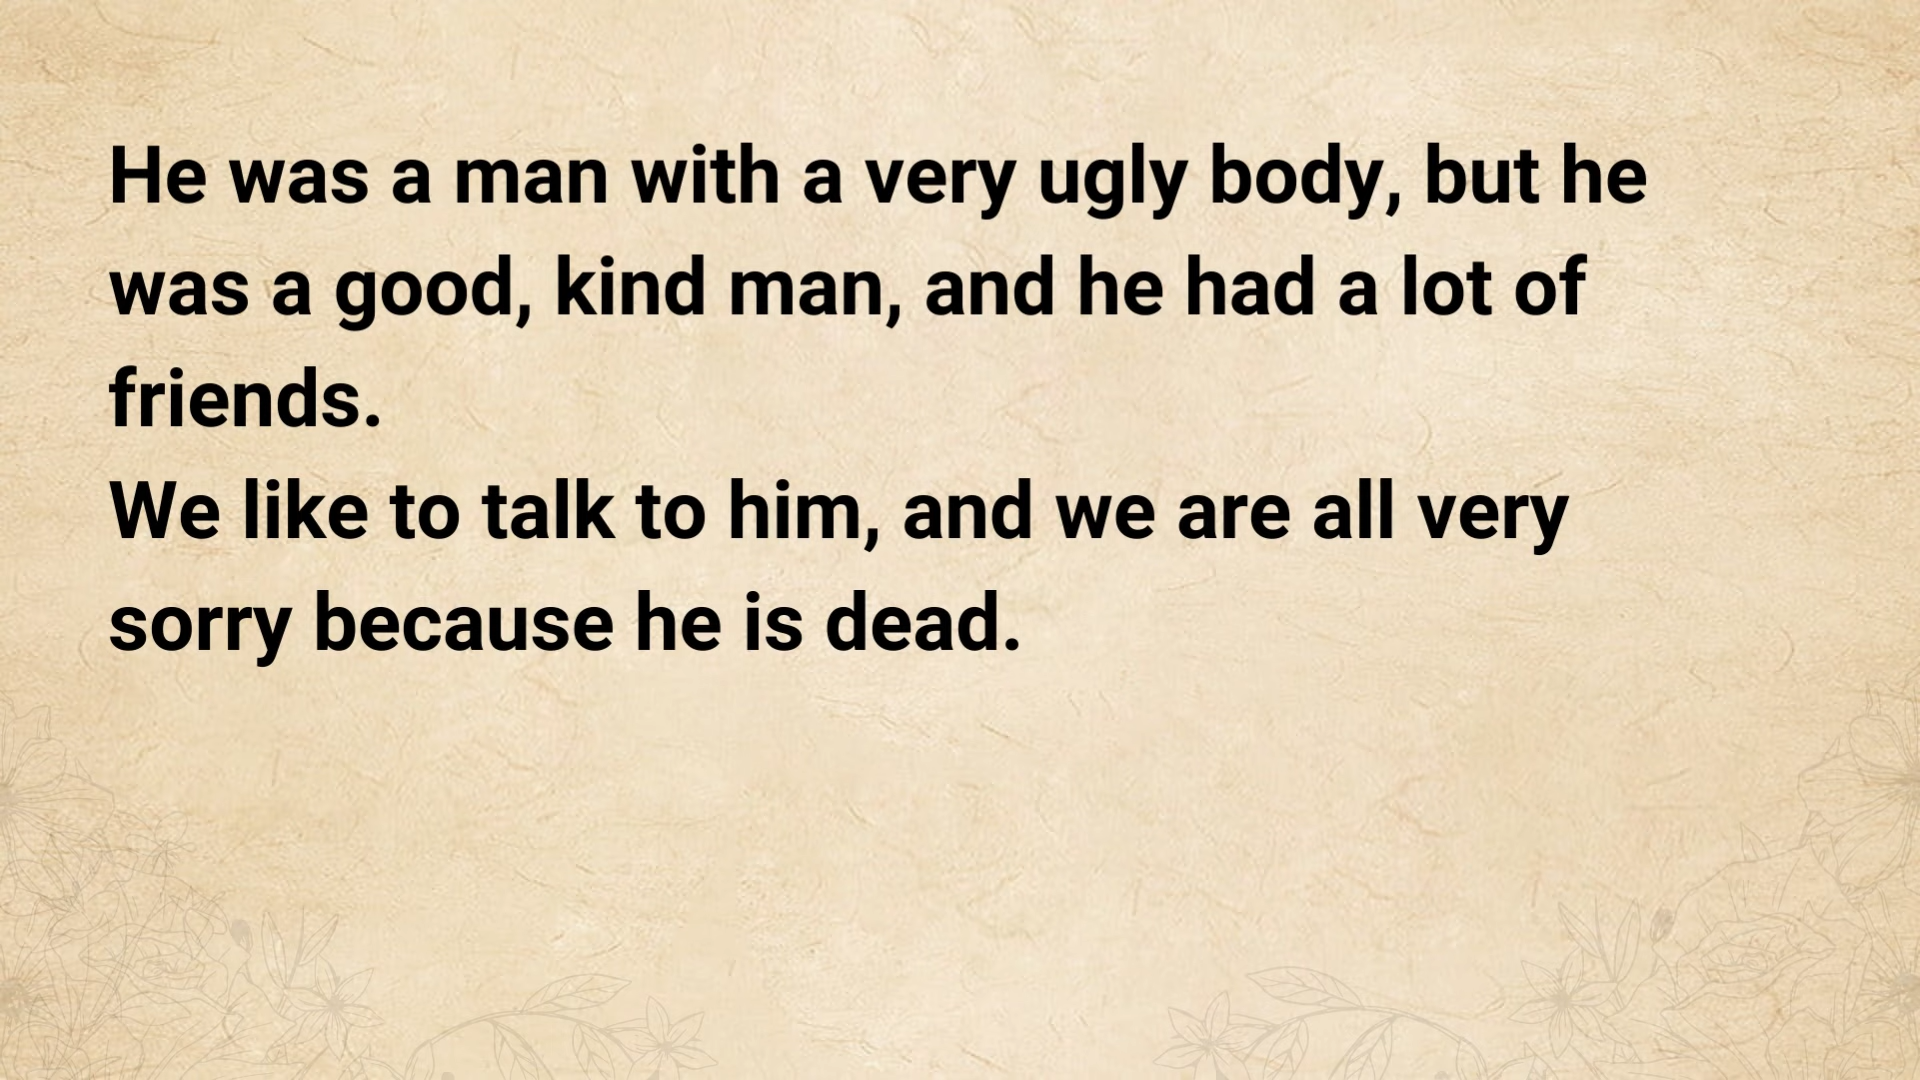 He was a man with a very ugly body, but he
was a good, kind man, and he had a lot of
friends.
We like to talk to him, and we are all very
sorry because he is dead.